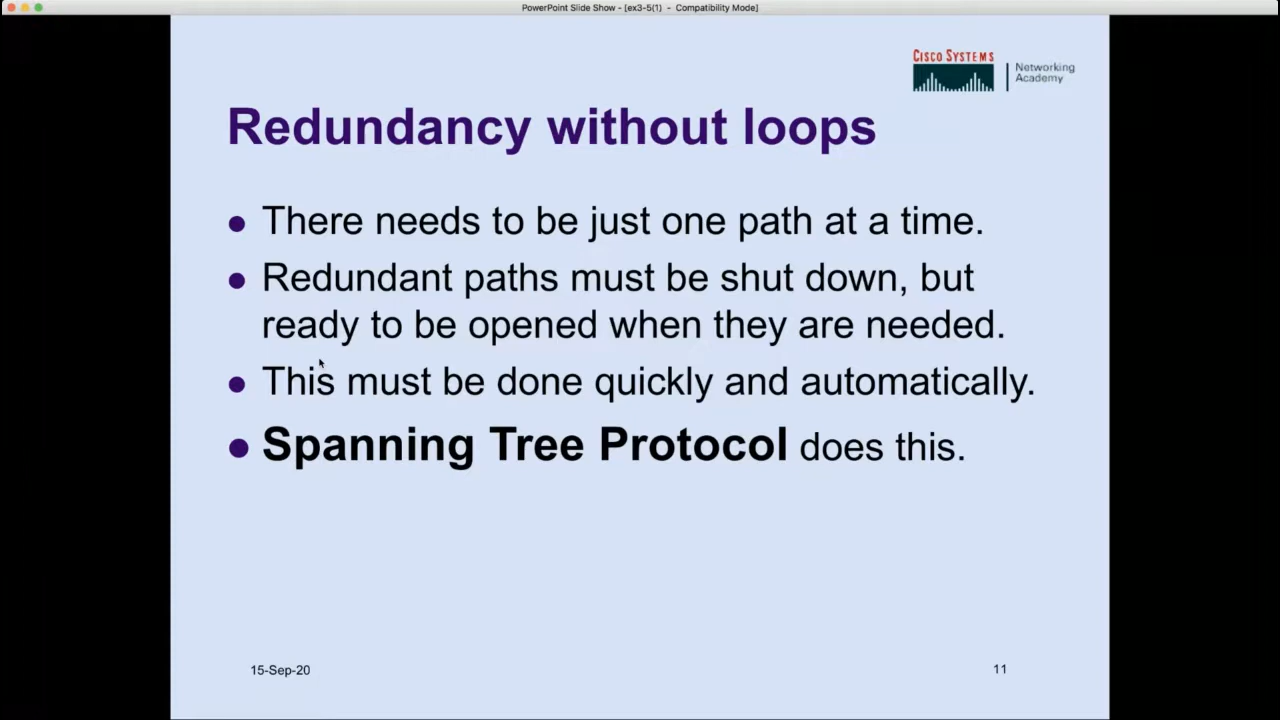 PowerPoint Slide Show - [ex3-5(1) - Compatibility Mode]
CISCO SYSTEMS
Networking
Academy
Redundancy without loops
There needs to be just one path at a time.
Redundant paths must be shut down, but
ready to be opened when they are needed.
This must be done quickly and automatically.
Spanning Tree Protocol does this.
15-Sep-20
11